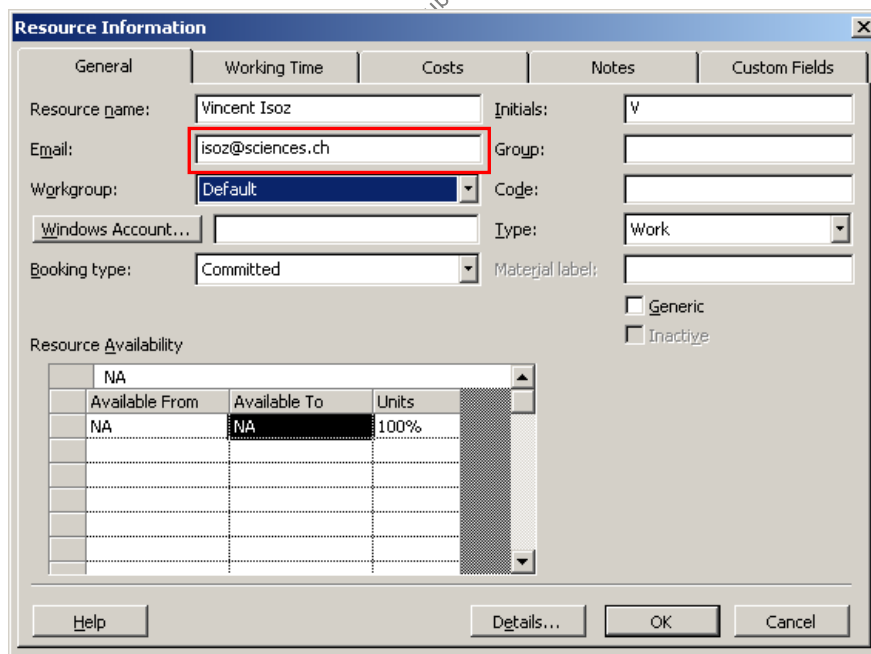 Resource Information
General Working Time Costs Notes Custom Fields
Resource name: Vincent Isoz Initials: V
Email: isoz@sciences.ch Group:
Workgroup: Default Code:
Windows Account... Type: Work
Booking type: Committed Material label:
Generic
Inactive
Resource Availability
NA
Available From Available To Units
NA NA 100%
Help Details... OK Cancel